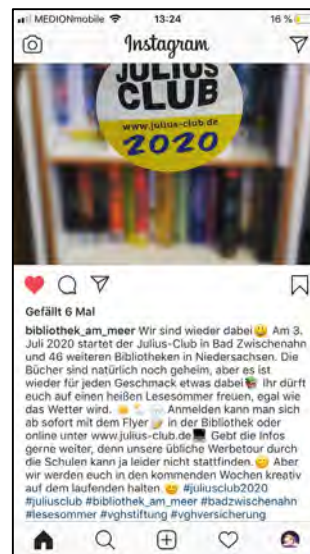 MEDIONmobile 13:24 16 %
Instagram
JULIUS
CLUB
www.julius-club.de
2020
Gefällt 6 Mal
bibliothek_am_meer Wir sind wieder dabei😃 Am 3.
Juli 2020 startet der Julius-Club in Bad Zwischenahn
und 46 weiteren Bibliotheken in Niedersachsen. Die
Bücher sind natürlich noch geheim, aber es ist
wieder für jeden Geschmack etwas dabei📚 Ihr dürft
euch auf einen heißen Lesesommer freuen, egal wie
das Wetter wird. Anmelden kann man sich
ab sofort mit dem Flyer in der Bibliothek oder
online unter www.julius-club.de💻 Gebt die Infos
gerne weiter, denn unsere übliche Werbetour durch
die Schulen kann ja leider nicht stattfinden. Aber
wir werden euch in den kommenden Wochen kreativ
auf dem laufenden halten. 😊 #juliusclub2020
#juliusclub #bibliothek_am_meer #badzwischenahn
#lesesommer #vghstiftung #vghversicherung